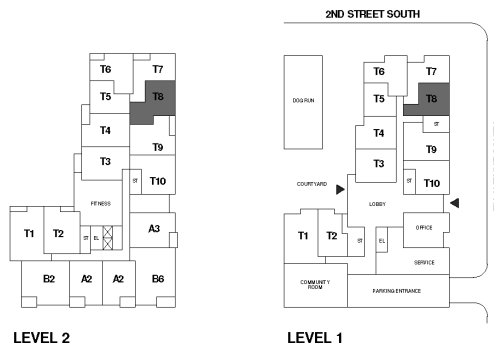 2ND STREET SOUTH
T6
T7
T5
T8
T4
T9
T3
ST
T10
FITNESS
T1
T2
ST
EL
A3
B2
A2
A2
B6
LEVEL 2
DOG RUN
T6
T7
T5
T8
ST
T4
T9
T3
ST
T10
COURTYARD
LOBBY
T1
T2
ST
EL
OFFICE
SERVICE
COMMUNITY
ROOM
PARKING ENTRANCE
LEVEL 1